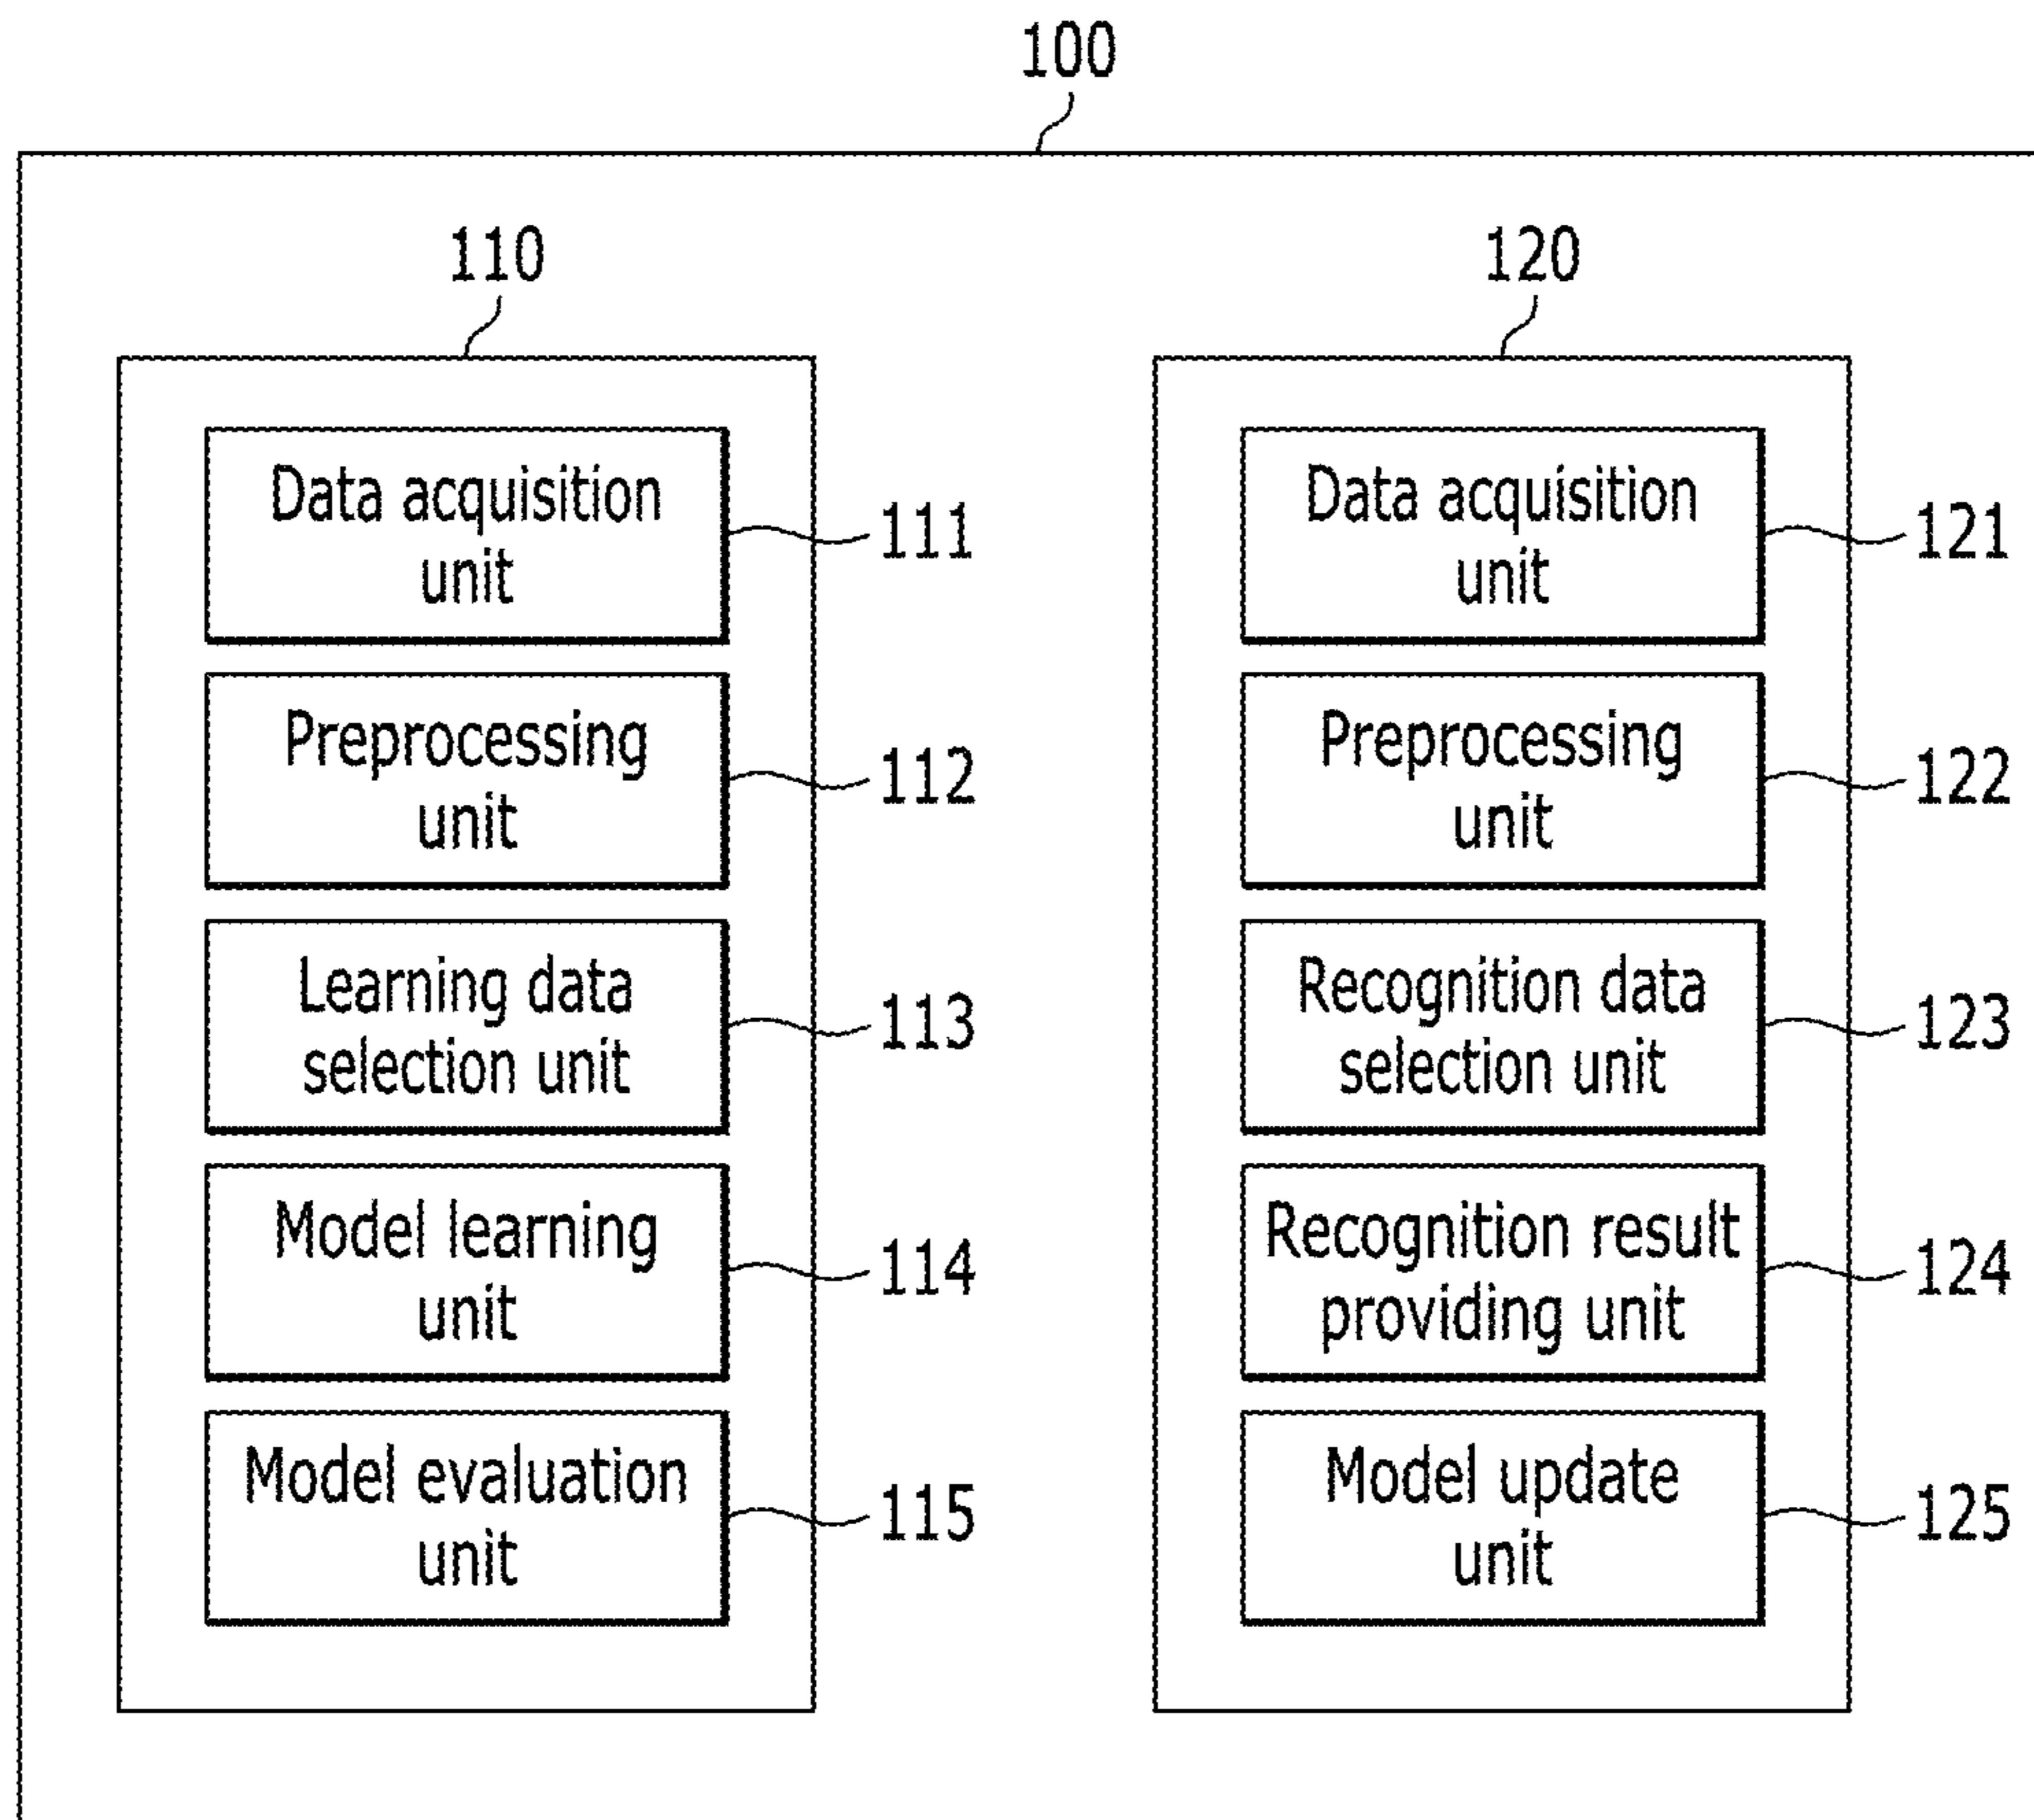 100
110
Data acquisition
unit
111
Preprocessing
unit
112
Learning data
selection unit
113
Model learning
unit
114
Model evaluation
unit
115
120
Data acquisition
unit
121
Preprocessing
unit
122
Recognition data
selection unit
123
Recognition result
providing unit
124
Model update
unit
125